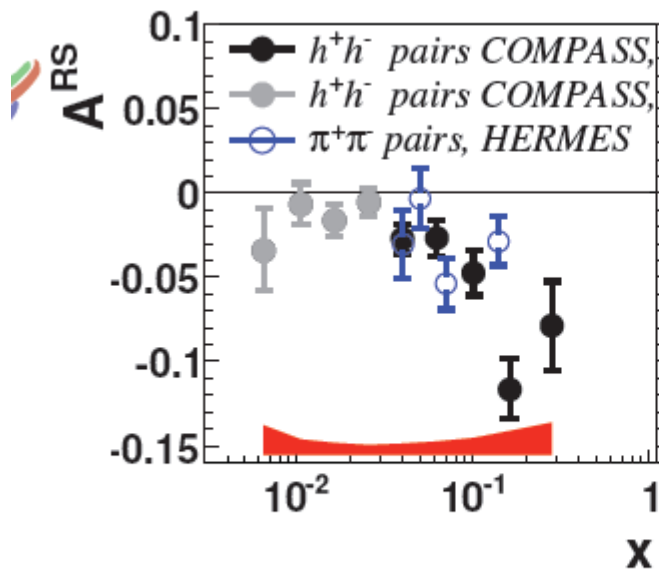 A^RS
0.1
0.05
0
-0.05
-0.1
-0.15
h⁺h⁻ pairs COMPASS,
h⁺h⁻ pairs COMPASS,
π⁺π⁻ pairs, HERMES
10⁻² 10⁻¹ 1
x